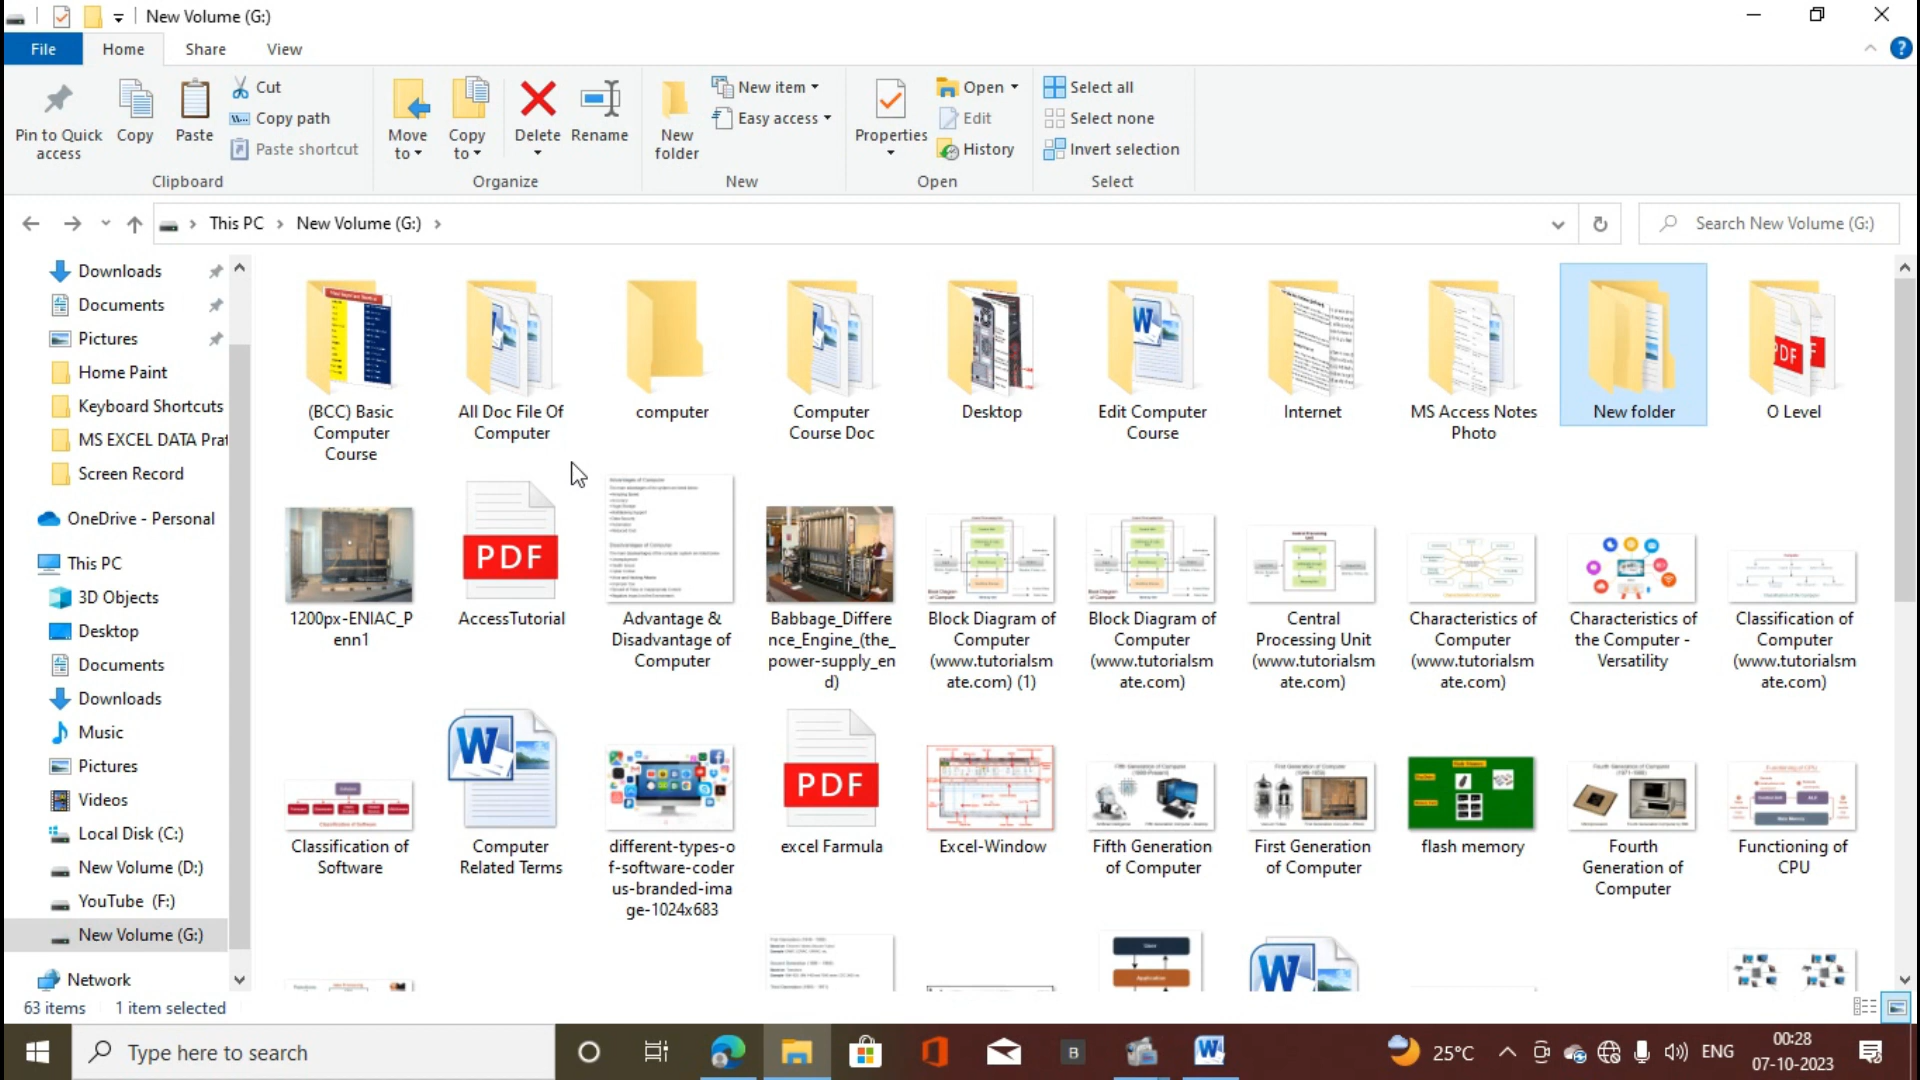 New Volume (G:)
File
Home
Share
View
Pin to Quick
access
Copy
Paste
Cut
Copy path
Paste shortcut
Clipboard
Move
to
Copy
to
Delete
Rename
Organize
New
folder
New item
Easy access
New
Properties
Open
Edit
History
Open
Select all
Select none
Invert selection
Select
This PC
New Volume (G:)
Search New Volume (G:)
Downloads
Documents
Pictures
Home Paint
Keyboard Shortcuts
MS EXCEL DATA Prat
Screen Record
OneDrive - Personal
This PC
3D Objects
Desktop
Documents
Downloads
Music
Pictures
Videos
Local Disk (C:)
New Volume (D:)
YouTube (F:)
New Volume (G:)
Network
(BCC) Basic
Computer
Course
All Doc File Of
Computer
computer
Computer
Course Doc
Desktop
Edit Computer
Course
Internet
MS Access Notes
Photo
New folder
PDF
O Level
1200px-ENIAC_P
enn1
PDF
AccessTutorial
Advantages of Computer
Disadvantages of Computer
Advantage &
Disadvantage of
Computer
Babbage_Differe
nce_Engine_(the_
power-supply_en
d)
Block Diagram of
Computer
(www.tutorialsm
ate.com) (1)
Block Diagram of
Computer
(www.tutorialsm
ate.com)
Central
Processing Unit
(www.tutorialsm
ate.com)
Characteristics of
Computer
(www.tutorialsm
ate.com)
Characteristics of
the Computer -
Versatility
Classification of
Computer
(www.tutorialsm
ate.com)
Classification of
Software
W
Computer
Related Terms
different-types-o
f-software-coder
us-branded-ima
ge-1024x683
PDF
excel Farmula
Excel-Window
Fifth Generation
of Computer
First Generation
of Computer
flash memory
Fourth
Generation of
Computer
Functioning of
CPU
User
Application
W
63 items
1 item selected
Type here to search
B
W
25°C
ENG
00:28
07-10-2023